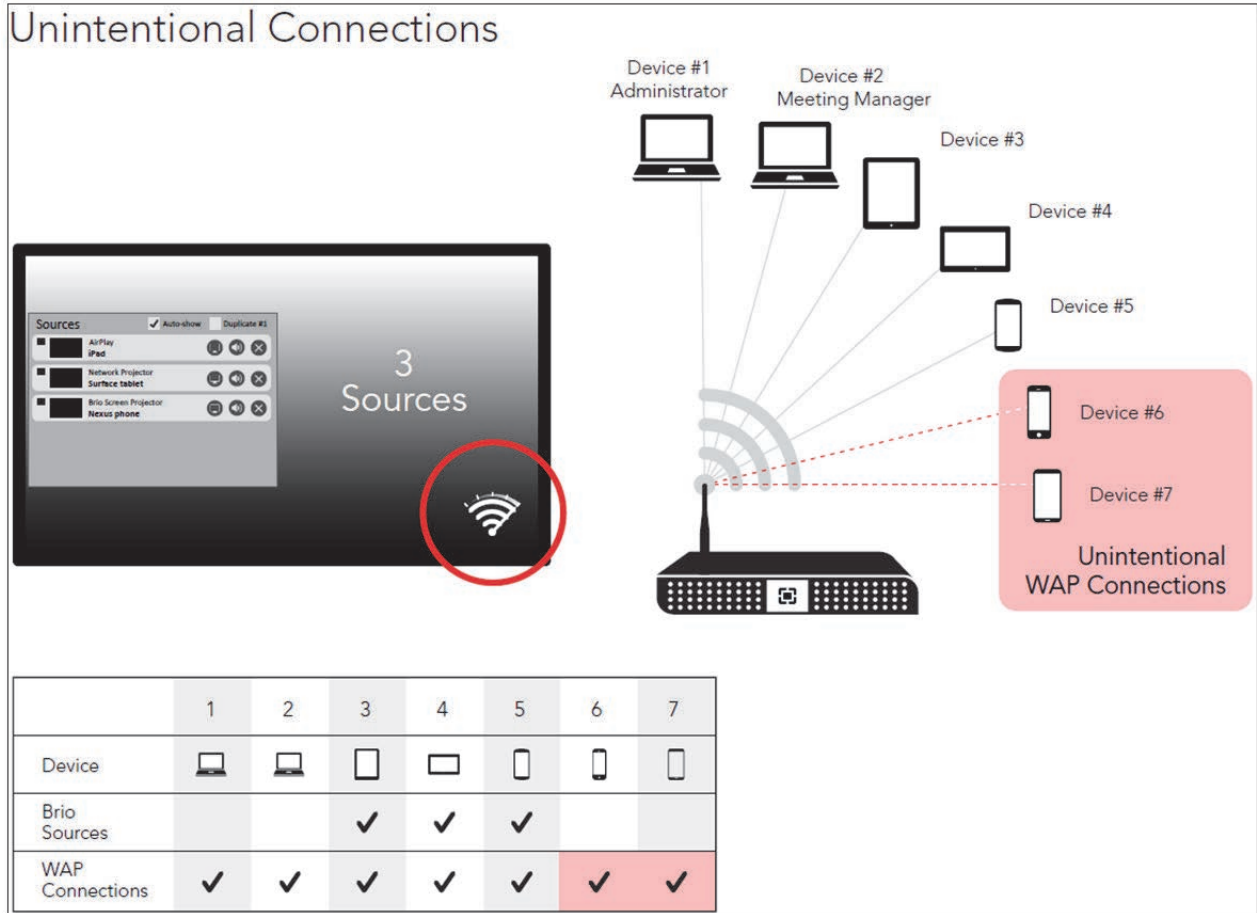 Unintentional Connections
Device #1
Administrator
Device #2
Meeting Manager
Device #3
Device #4
Device #5
Device #6
Device #7
Unintentional
WAP Connections
Sources Auto-show Duplicate #1
AirPlay
iPad
Network Projector
Surface tablet
Brio Screen Projector
Nexus phone
3
Sources
1 2 3 4 5 6 7
Device
Brio
Sources
WAP
Connections